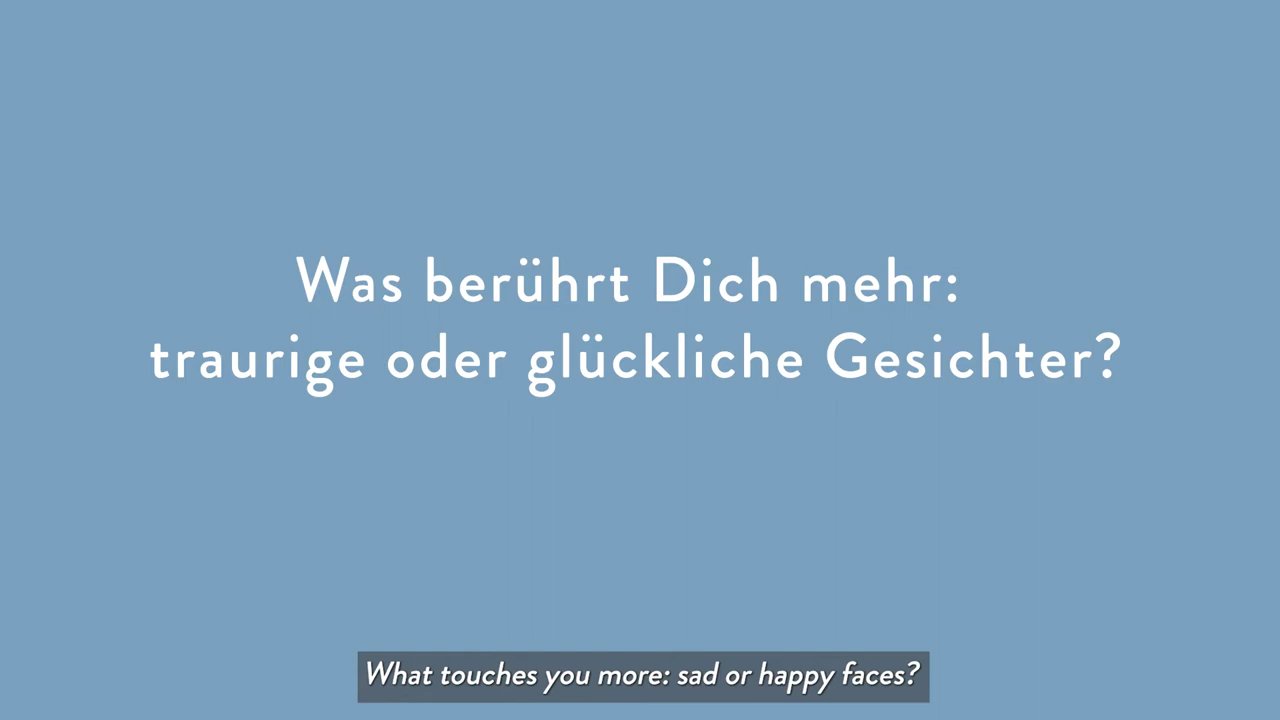 Was berührt Dich mehr:
traurige oder glückliche Gesichter?
What touches you more: sad or happy faces?